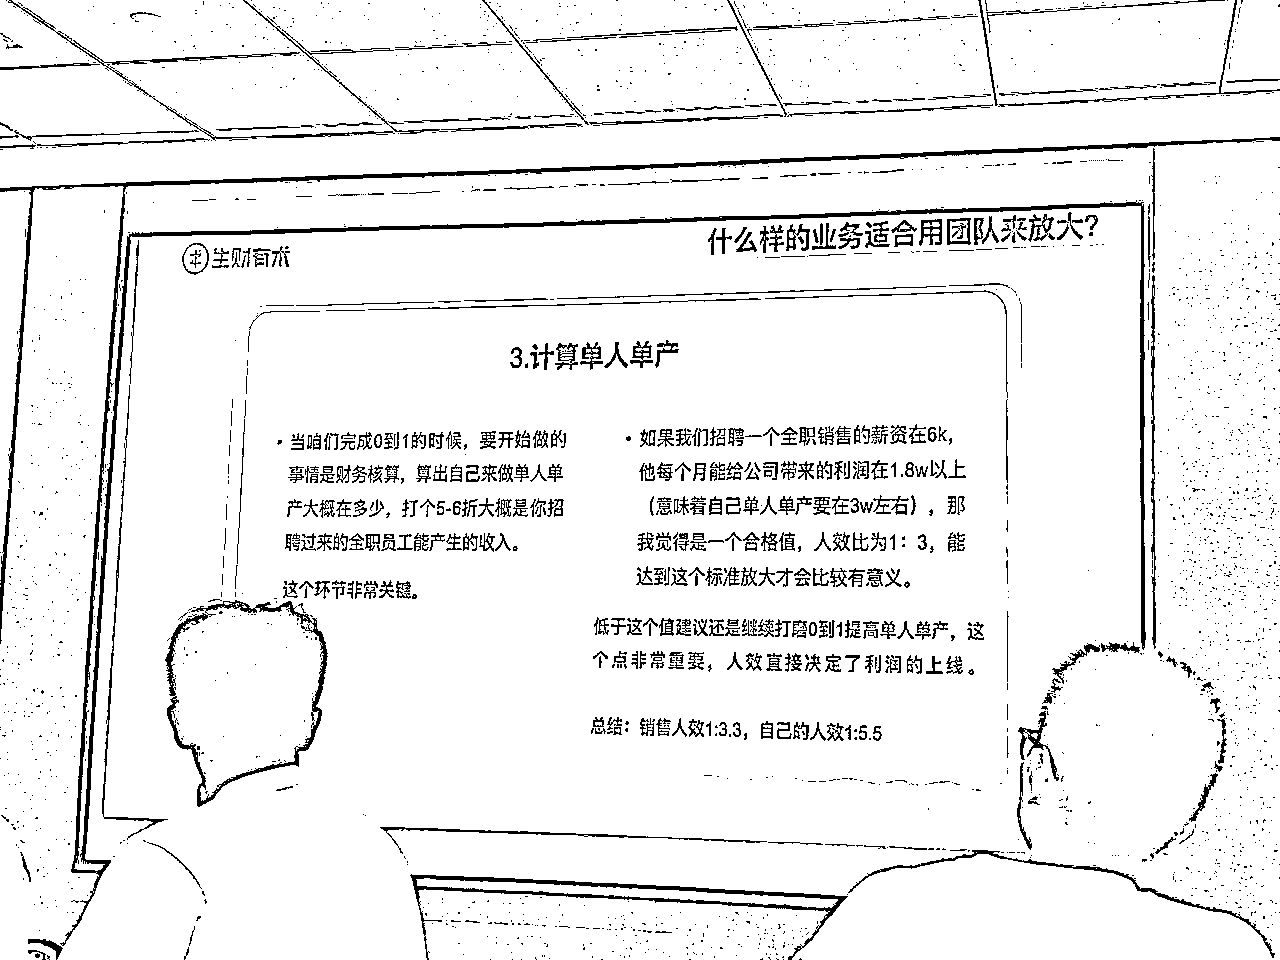 生财有术
什么样的业务适合用团队来放大?
3.计算单人单产
· 当咱们完成0到1的时候，要开始做的
事情是财务核算，算出自己来做单人单
产大概在多少，打个5-6折大概是你招
聘过来的全职员工能产生的收入。
这个环节非常关键。
· 如果我们招聘一个全职销售的薪资在6k，
他每个月能给公司带来的利润在1.8w以上
（意味着自己单人单产要在3w左右），那
我觉得是一个合格值，人效比为1：3，能
达到这个标准放大才会比较有意义。
低于这个值建议还是继续打磨0到1提高单人单产，这
个点非常重要，人效直接决定了利润的上线。
总结：销售人效1:3.3，自己的人效1:5.5